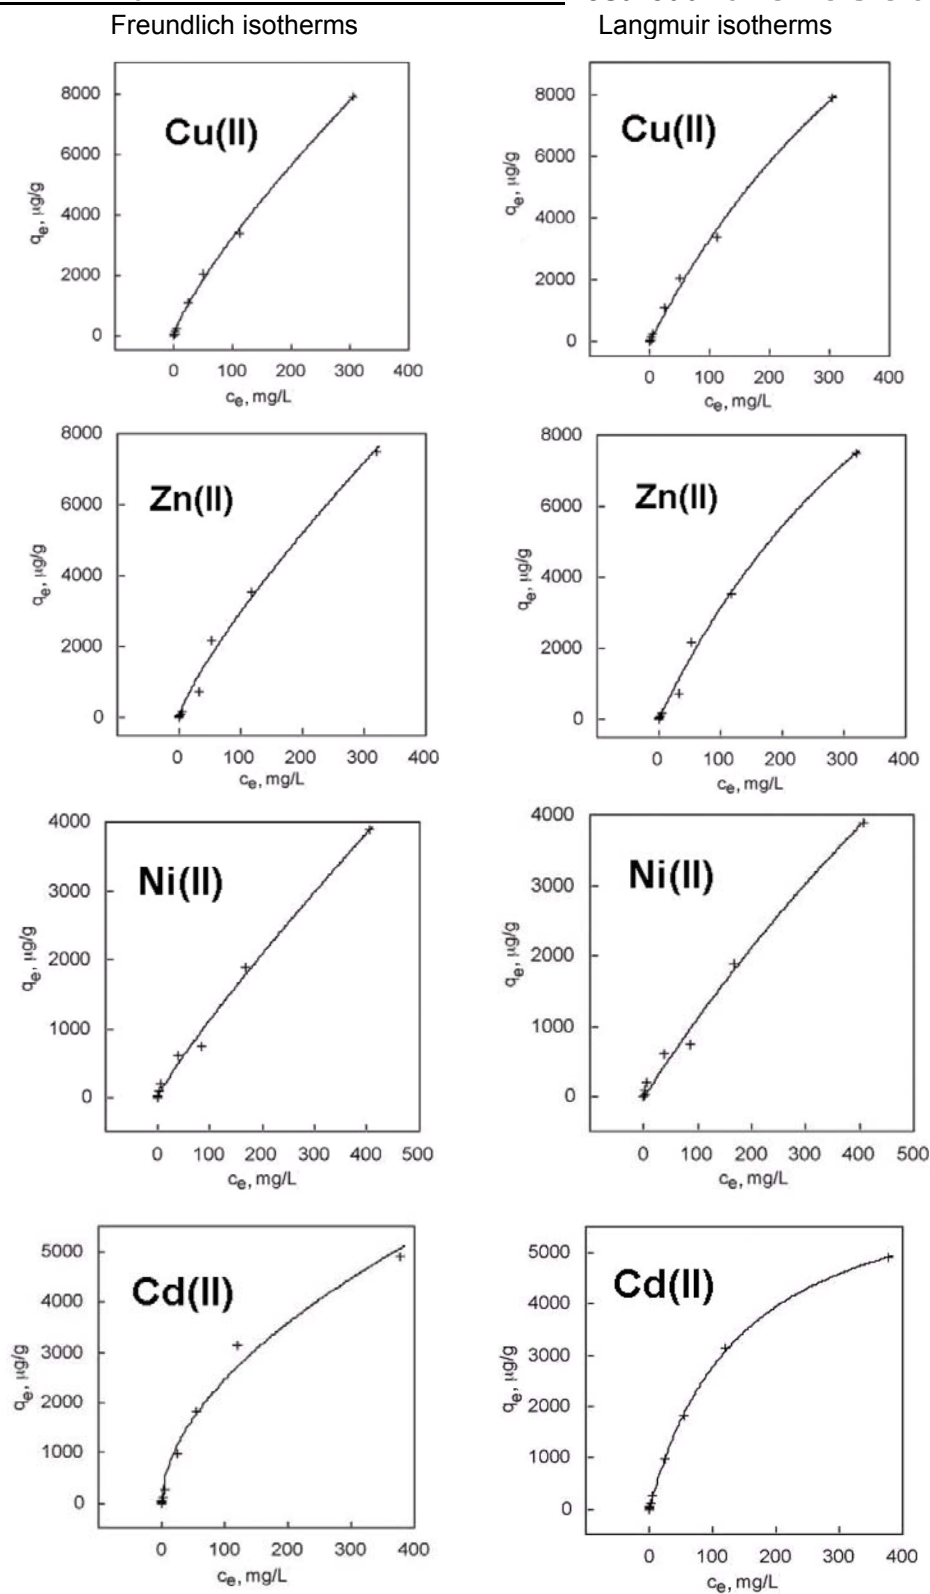 Freundlich isotherms
Langmuir isotherms
8000
6000
4000
2000
0
qe, µg/g
Cu(II)
0 100 200 300 400
ce, mg/L
8000
6000
4000
2000
0
qe, µg/g
Cu(II)
0 100 200 300 400
ce, mg/L
8000
6000
4000
2000
0
qe, µg/g
Zn(II)
0 100 200 300 400
ce, mg/L
8000
6000
4000
2000
0
qe, µg/g
Zn(II)
0 100 200 300 400
ce, mg/L
4000
3000
2000
1000
0
qe, µg/g
Ni(II)
0 100 200 300 400 500
ce, mg/L
4000
3000
2000
1000
0
qe, µg/g
Ni(II)
0 100 200 300 400 500
ce, mg/L
5000
4000
3000
2000
1000
0
qe, µg/g
Cd(II)
0 100 200 300 400
ce, mg/L
5000
4000
3000
2000
1000
0
qe, µg/g
Cd(II)
0 100 200 300 400
ce, mg/L